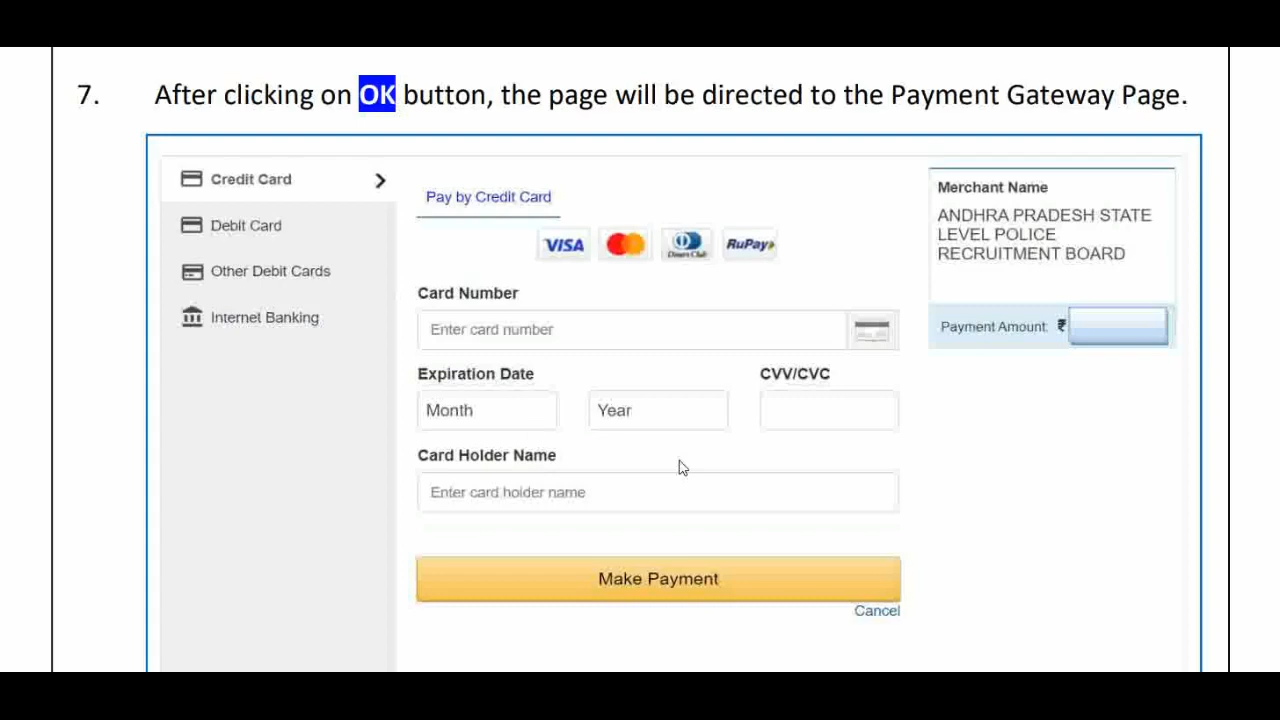 7. After clicking on OK button, the page will be directed to the Payment Gateway Page.
Credit Card
Debit Card
Other Debit Cards
Internet Banking
Pay by Credit Card
VISA
Diners Club
RuPay
Card Number
Enter card number
Expiration Date
CVV/CVC
Month
Year
Card Holder Name
Enter card holder name
Make Payment
Cancel
Merchant Name
ANDHRA PRADESH STATE
LEVEL POLICE
RECRUITMENT BOARD
Payment Amount: ₹